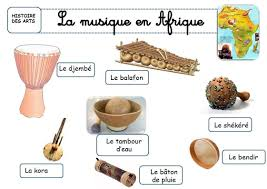 HISTOIRE
DES ARTS
La musique en Afrique
Le djembé
Le balafon
Le shékéré
Le tambour
d'eau
Le bendir
La kora
Le bâton
de pluie